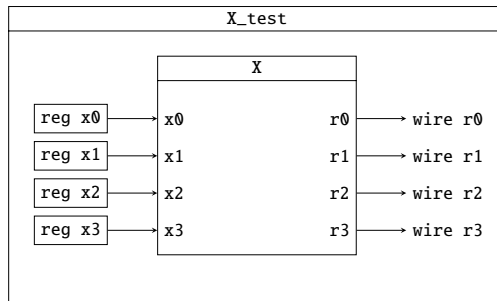 X_test
X
reg x0 x0 r0 wire r0
reg x1 x1 r1 wire r1
reg x2 x2 r2 wire r2
reg x3 x3 r3 wire r3